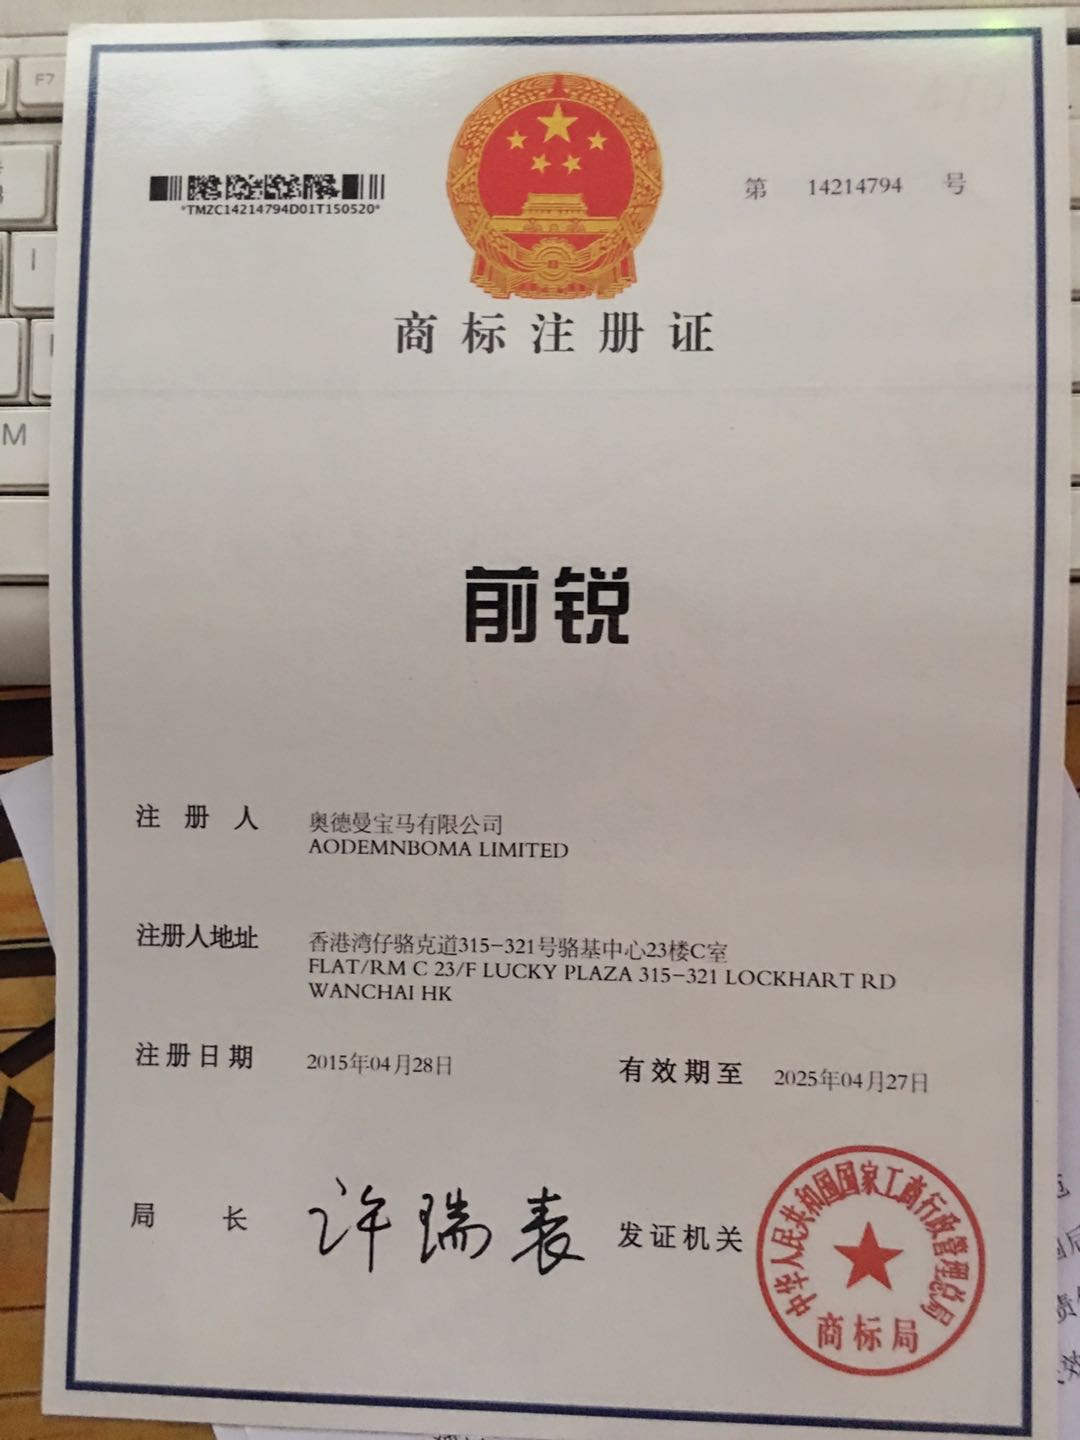 F7
M
*TMZC14214794D01T150520*
第 14214794 号
商标注册证
前锐
注册人 奥德曼宝马有限公司
AODEMNBOMA LIMITED
注册人地址 香港湾仔骆克道315-321号骆基中心23楼C室
FLAT/RM C 23/F LUCKY PLAZA 315-321 LOCKHART RD
WANCHAI HK
注册日期 2015年04月28日 有效期至 2025年04月27日
局长 许瑞表 发证机关
中华人民共和国国家工商行政管理总局
商标局